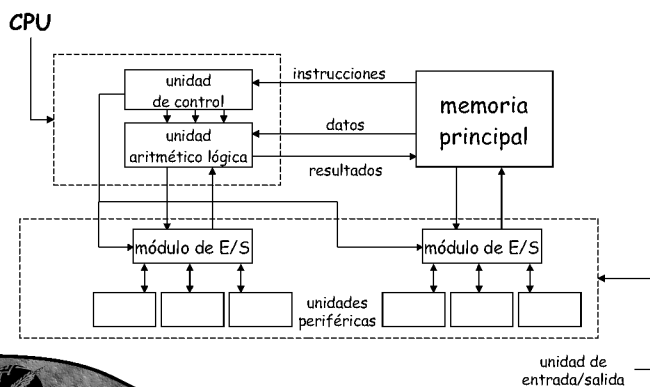 CPU
unidad
de control
instrucciones
memoria
principal
datos
unidad
aritmético lógica
resultados
módulo de E/S
módulo de E/S
unidades
periféricas
unidad de
entrada/salida